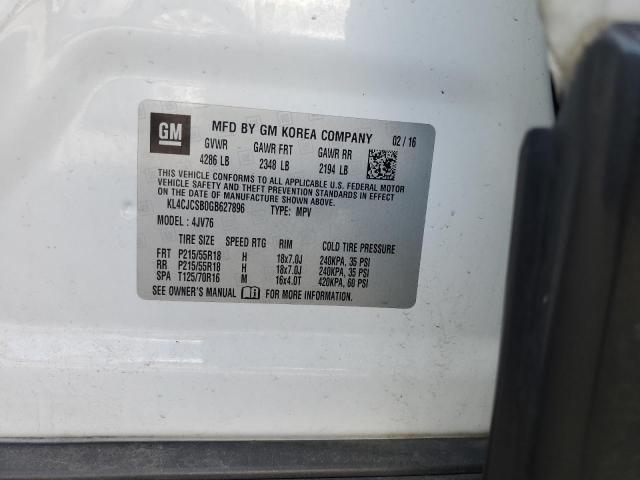 GM
MFD BY GM KOREA COMPANY 02/16
GVWR GAWR FRT GAWR RR
4286 LB 2348 LB 2194 LB
THIS VEHICLE CONFORMS TO ALL APPLICABLE U.S. FEDERAL MOTOR
VEHICLE SAFETY AND THEFT PREVENTION STANDARDS IN EFFECT
ON THE DATE OF MANUFACTURE SHOWN ABOVE.
KL4CJCSB0GB627896 TYPE: MPV
MODEL: 4JV76
TIRE SIZE SPEED RTG RIM COLD TIRE PRESSURE
FRT P215/55R18 H 18x7.0J 240KPA, 35 PSI
RR P215/55R18 H 18x7.0J 240KPA, 35 PSI
SPA T125/70R16 M 16x4.0T 420KPA, 60 PSI
SEE OWNER'S MANUAL FOR MORE INFORMATION.